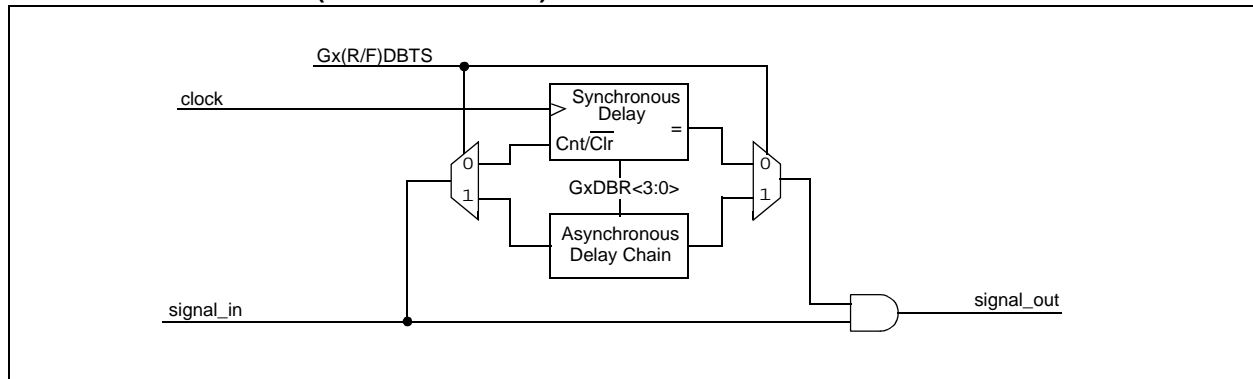 Gx(R/F)DBTS
clock
Synchronous
Delay
Cnt/Clr
=
0
1
0
1
GxDBR<3:0>
Asynchronous
Delay Chain
signal_in
signal_out